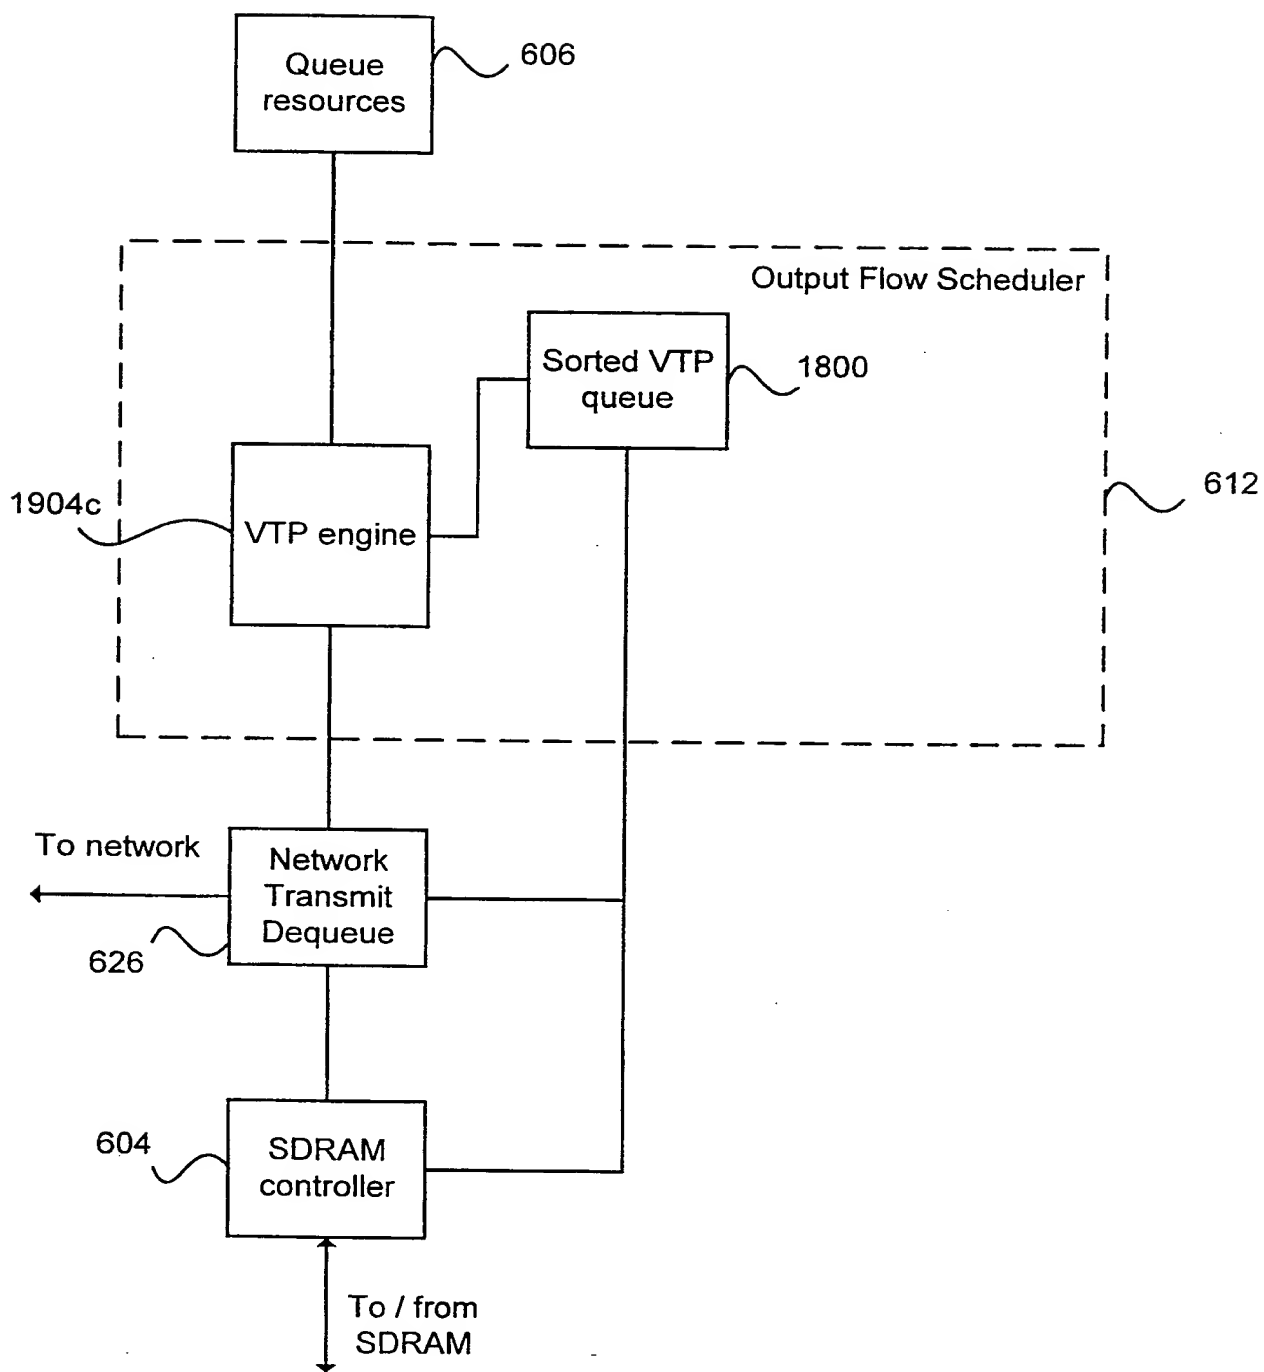 Queue
resources
606
Output Flow Scheduler
Sorted VTP
queue
1800
1904c
VTP engine
612
To network
Network
Transmit
Dequeue
626
604
SDRAM
controller
To / from
SDRAM